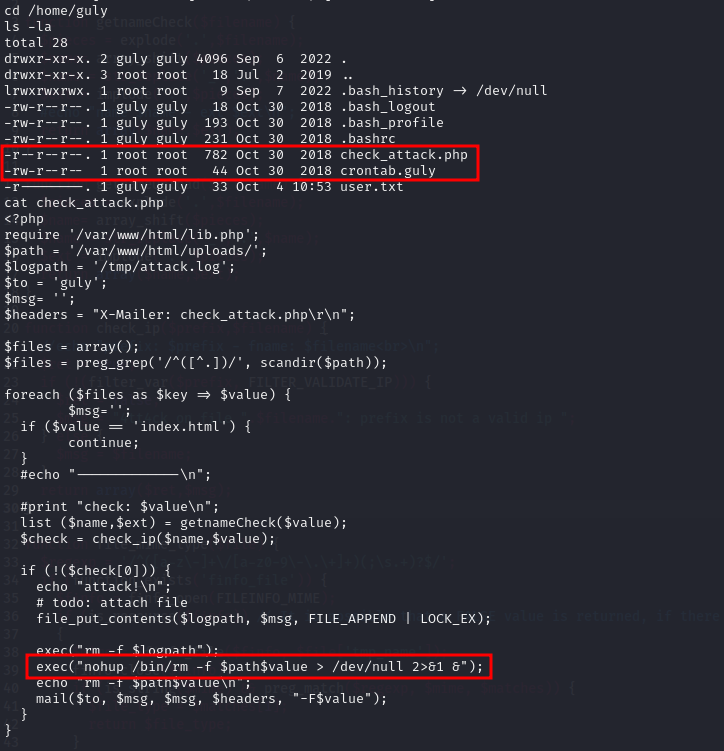 cd /home/guly
ls -la
total 28
drwxr-xr-x. 2 guly guly 4096 Sep  6  2022 .
drwxr-xr-x. 3 root root   18 Jul  2  2019 ..
lrwxrwxrwx. 1 root root    9 Sep  7  2022 .bash_history → /dev/null
-rw-r--r--. 1 guly guly   18 Oct 30  2018 .bash_logout
-rw-r--r--. 1 guly guly  193 Oct 30  2018 .bash_profile
-rw-r--r--. 1 guly guly  231 Oct 30  2018 .bashrc
-r--r--r--. 1 root root  782 Oct 30  2018 check_attack.php
-rw-r--r--  1 root root   44 Oct 30  2018 crontab.guly
-r--------. 1 guly guly   33 Oct  4 10:53 user.txt
cat check_attack.php
<?php
require '/var/www/html/lib.php';
$path = '/var/www/html/uploads/';
$logpath = '/tmp/attack.log';
$to = 'guly';
$msg= '';
$headers = "X-Mailer: check_attack.php\r\n";
$files = array();
$files = preg_grep('/^([^.])/', scandir($path));
foreach ($files as $key ⇒ $value) {
        $msg='';
  if ($value == 'index.html') {
        continue;
  }
  #echo "-------------\n";
  #print "check: $value\n";
  list ($name,$ext) = getnameCheck($value);
  $check = check_ip($name,$value);
  if (!($check[0])) {
    echo "attack!\n";
    # todo: attach file
    file_put_contents($logpath, $msg, FILE_APPEND | LOCK_EX);
    exec("rm -f $logpath");
    exec("nohup /bin/rm -f $path$value > /dev/null 2>&1 &");
    echo "rm -f $path$value\n";
    mail($to, $msg, $msg, $headers, "-F$value");
  }
}